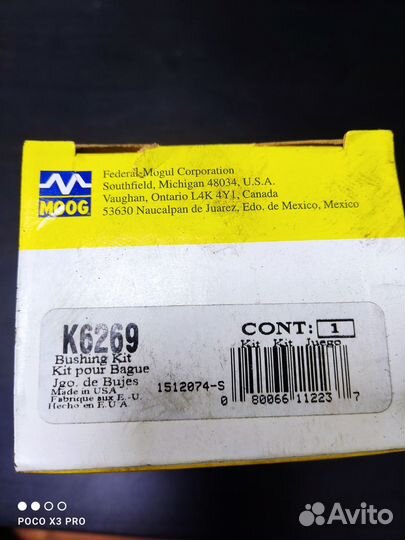 Federal-Mogul Corporation
Southfield, Michigan 48034, U.S.A.
Vaughan, Ontario L4K 4Y1, Canada
53630 Naucalpan de Juárez, Edo. de Mexico, Mexico
MOOG
K6269
Bushing Kit
Kit pour Bague
Jgo. de Bujes
Made in USA
Fabrique aux E.-U.
Hecho en E.U.A.
1512074-S
CONT: 1
Kit Kit Juego
0 80066 11223 7
POCO X3 PRO
Avito